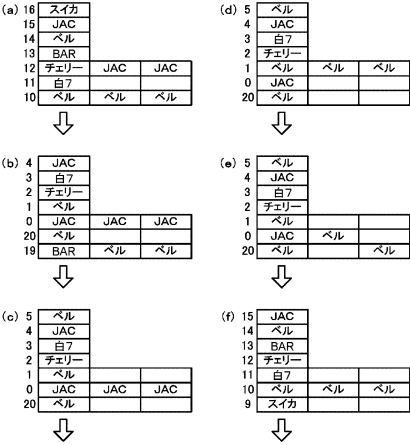 (a) 16 スイカ
15 JAC
14 ベル
13 BAR
12 チェリー JAC JAC
11 白7
10 ベル ベル ベル
(b) 4 JAC
3 白7
2 チェリー
1 ベル
0 JAC JAC JAC
20 ベル
19 BAR ベル ベル
(c) 5 ベル
4 JAC
3 白7
2 チェリー
1 ベル
0 JAC JAC JAC
20 ベル
(d) 5 ベル
4 JAC
3 白7
2 チェリー
1 ベル ベル ベル
0 JAC
20 ベル
(e) 5 ベル
4 JAC
3 白7
2 チェリー
1 ベル
0 JAC ベル
20 ベル ベル
(f) 15 JAC
14 ベル
13 BAR
12 チェリー
11 白7
10 ベル ベル ベル
9 スイカ